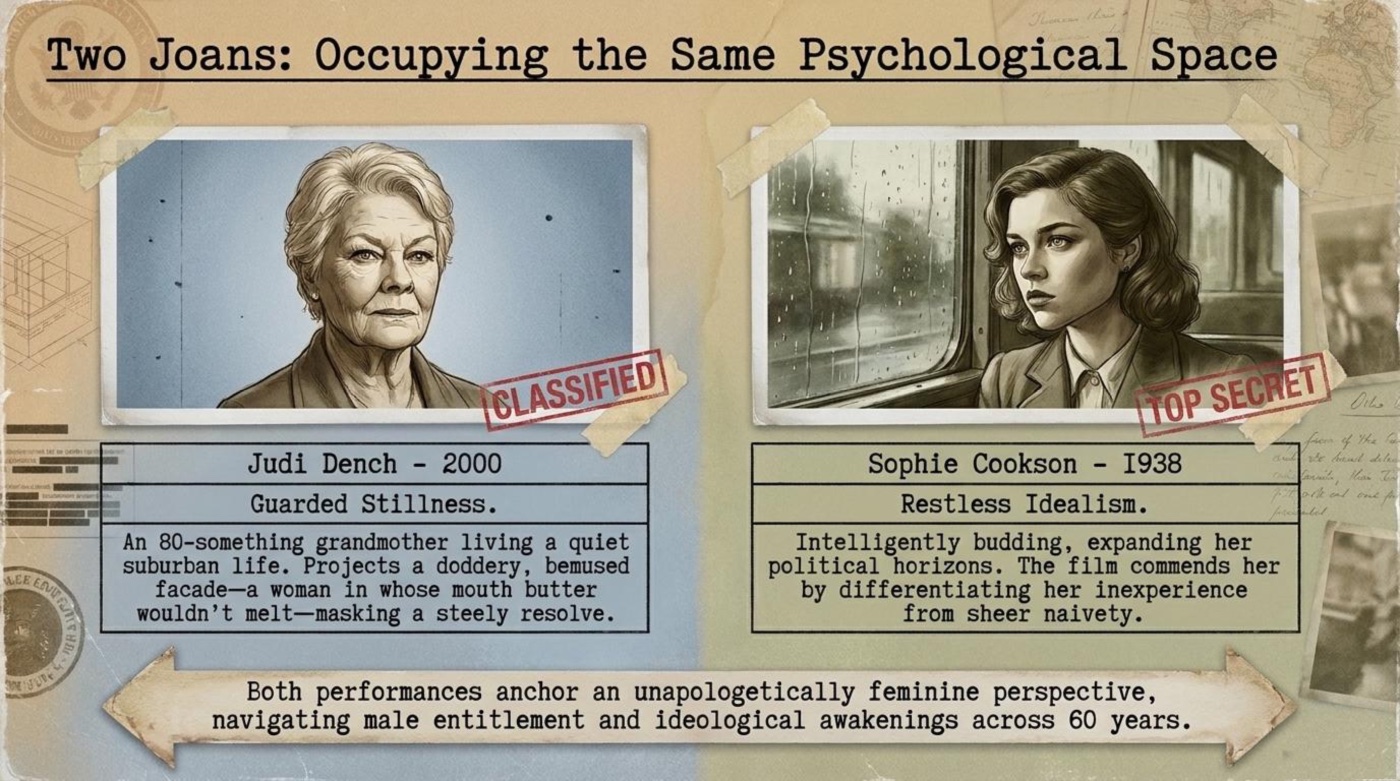 Two Joans: Occupying the Same Psychological Space
CLASSIFIED
Judi Dench - 2000
Guarded Stillness.
An 80-something grandmother living a quiet
suburban life. Projects a doddery, bemused
facade—a woman in whose mouth butter
wouldn't melt—masking a steely resolve.
TOP SECRET
Sophie Cookson - 1938
Restless Idealism.
Intelligently budding, expanding her
political horizons. The film commends her
by differentiating her inexperience
from sheer naivety.
Both performances anchor an unapologetically feminine perspective,
navigating male entitlement and ideological awakenings across 60 years.